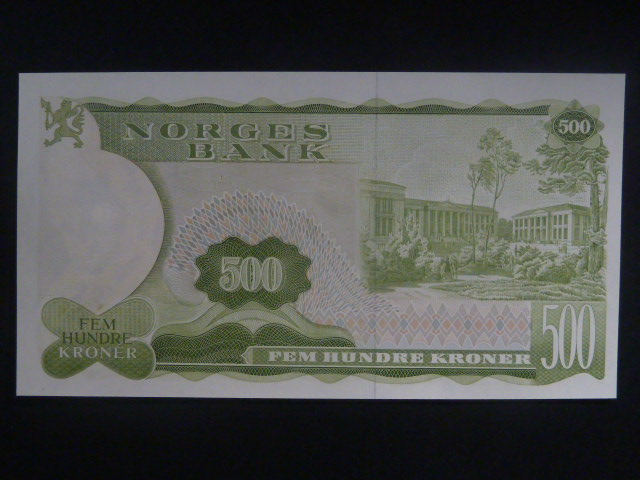 NORGES
BANK
500
500
FEM
HUNDRE
KRONER
FEM HUNDRE KRONER
500